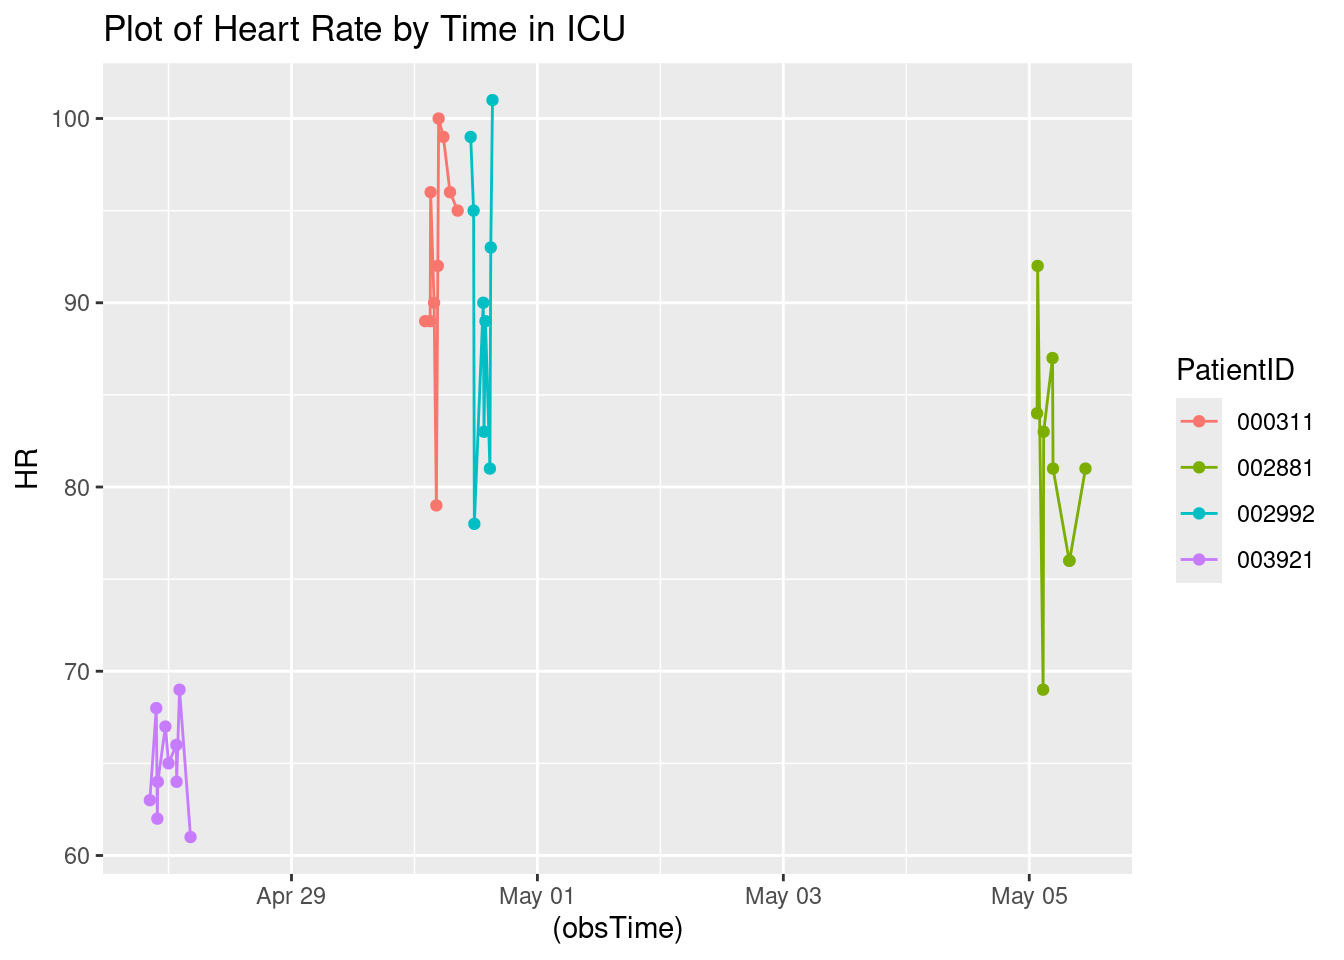 Plot of Heart Rate by Time in ICU
HR
100
90
80
70
60
Apr 29
May 01
May 03
May 05
(obsTime)
PatientID
000311
002881
002992
003921